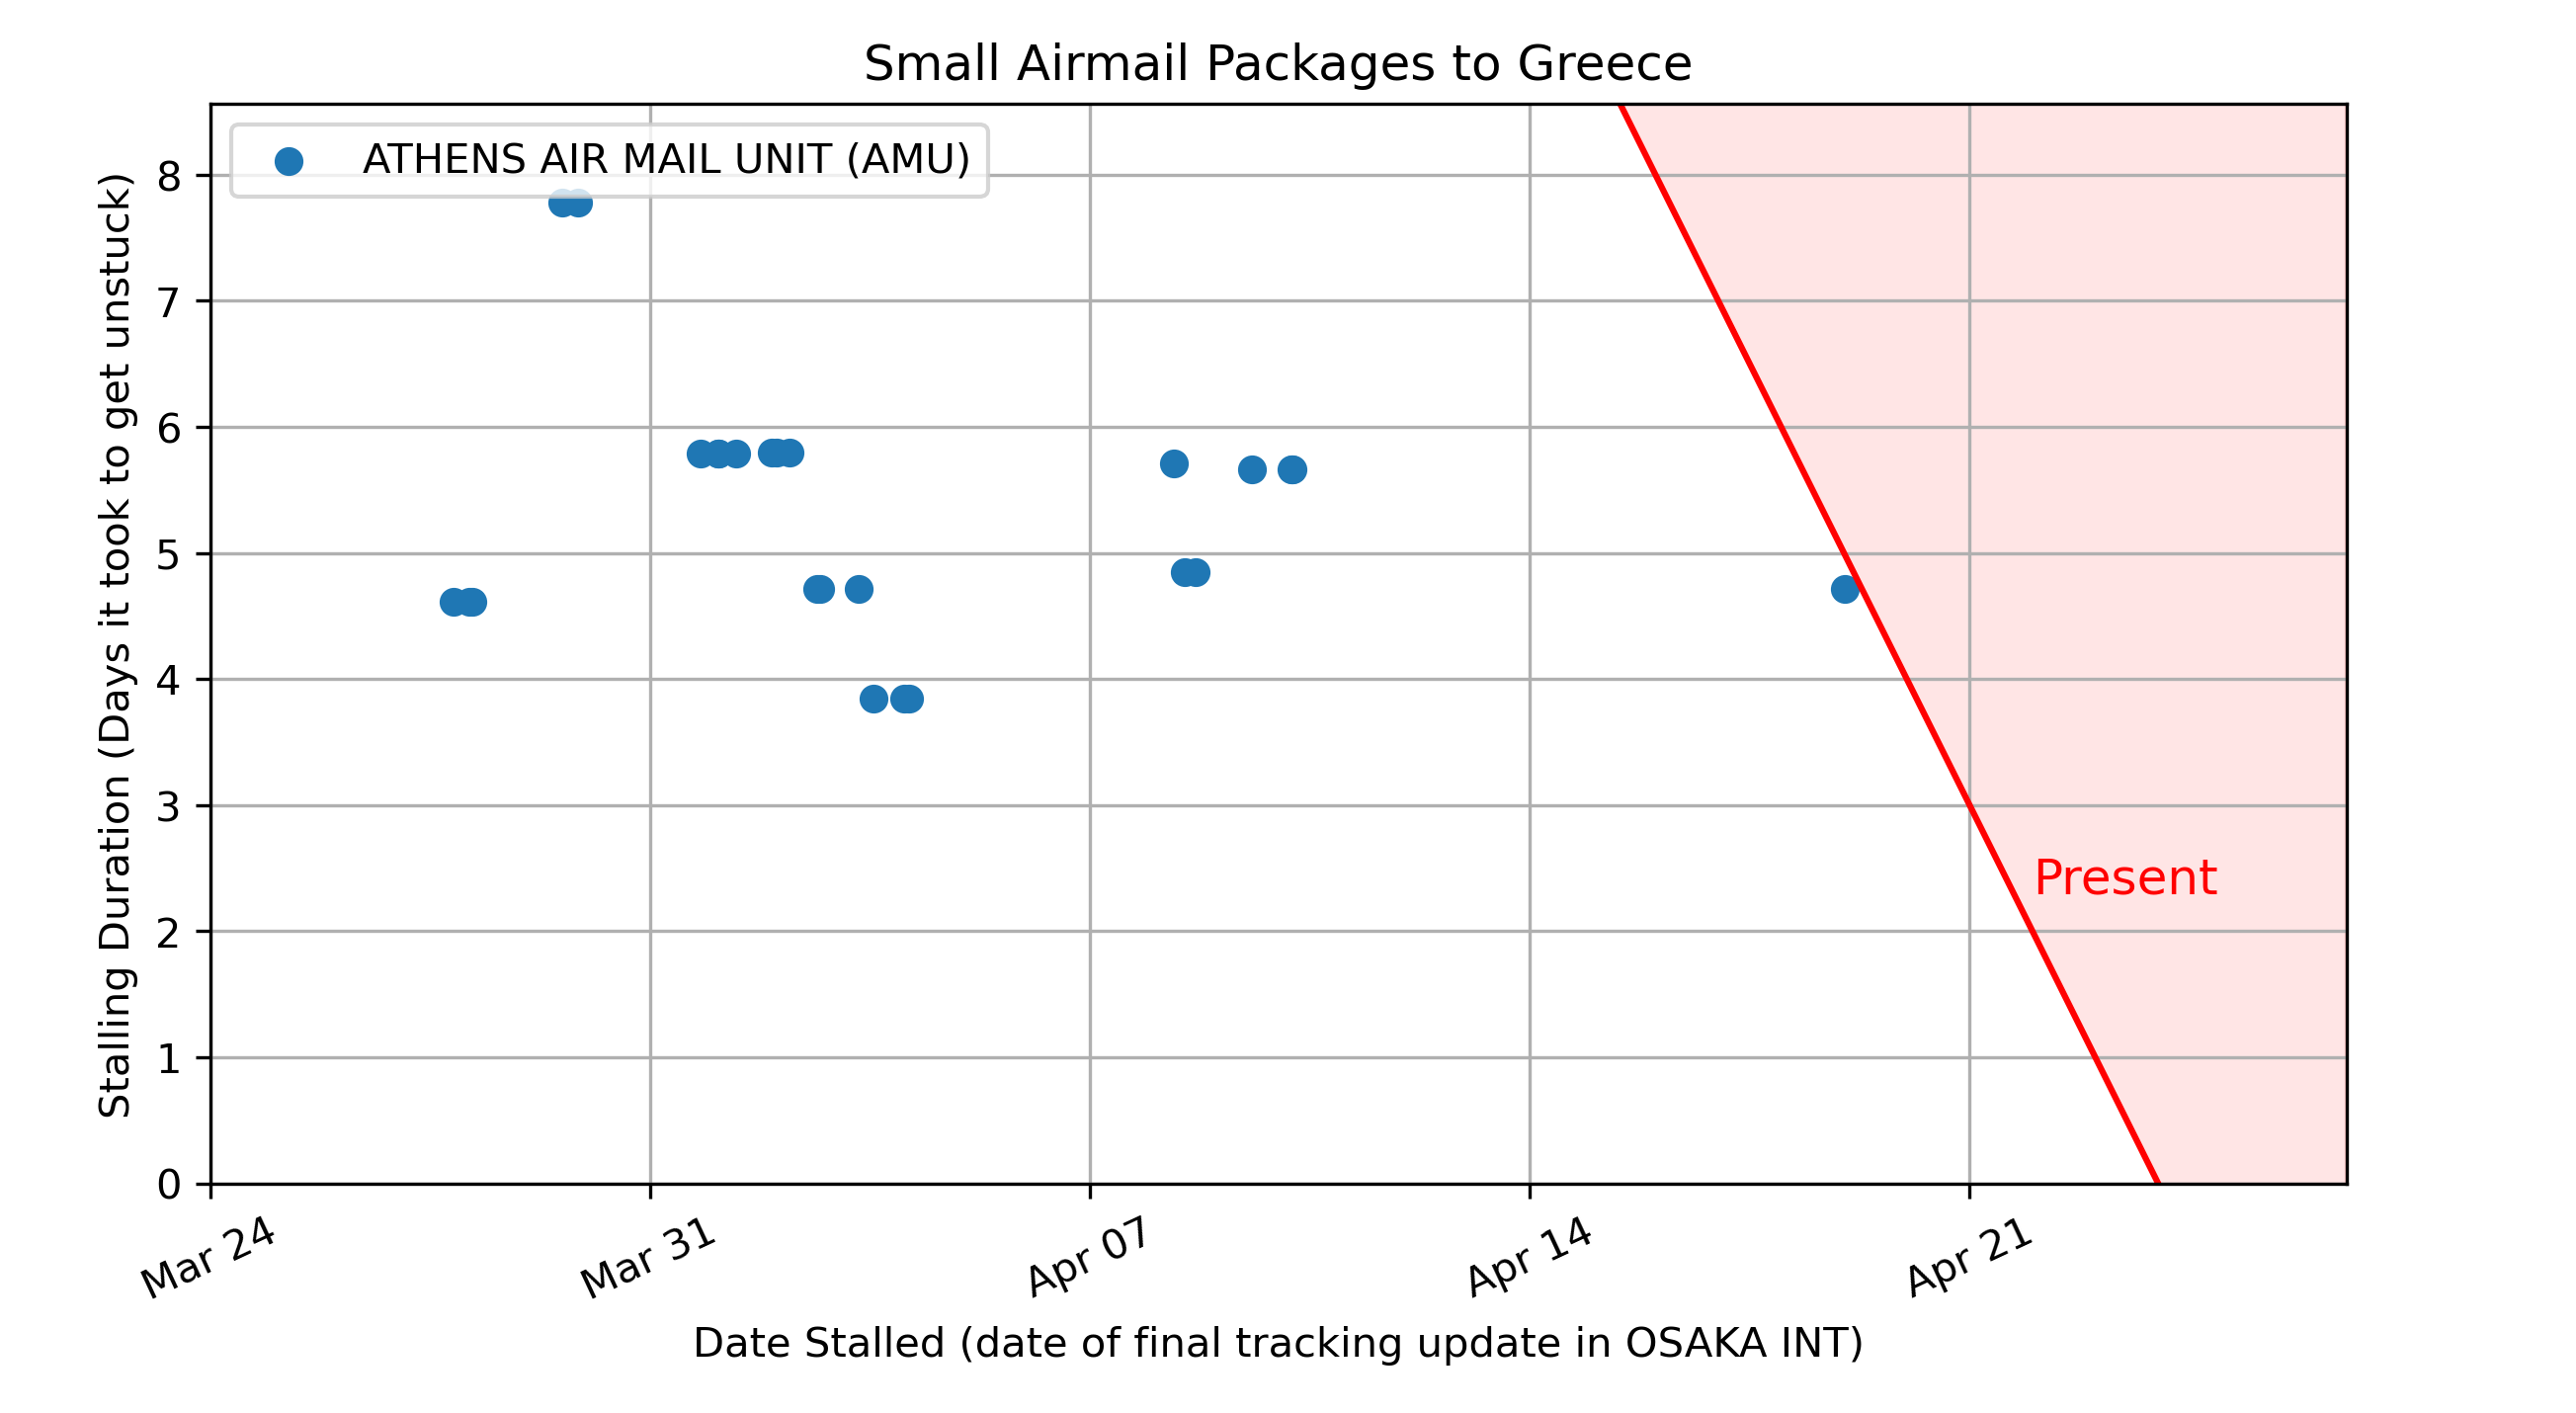 Small Airmail Packages to Greece
ATHENS AIR MAIL UNIT (AMU)
Stalling Duration (Days it took to get unstuck)
8
7
6
5
4
3
2
1
0
Present
Mar 24
Mar 31
Apr 07
Apr 14
Apr 21
Date Stalled (date of final tracking update in OSAKA INT)